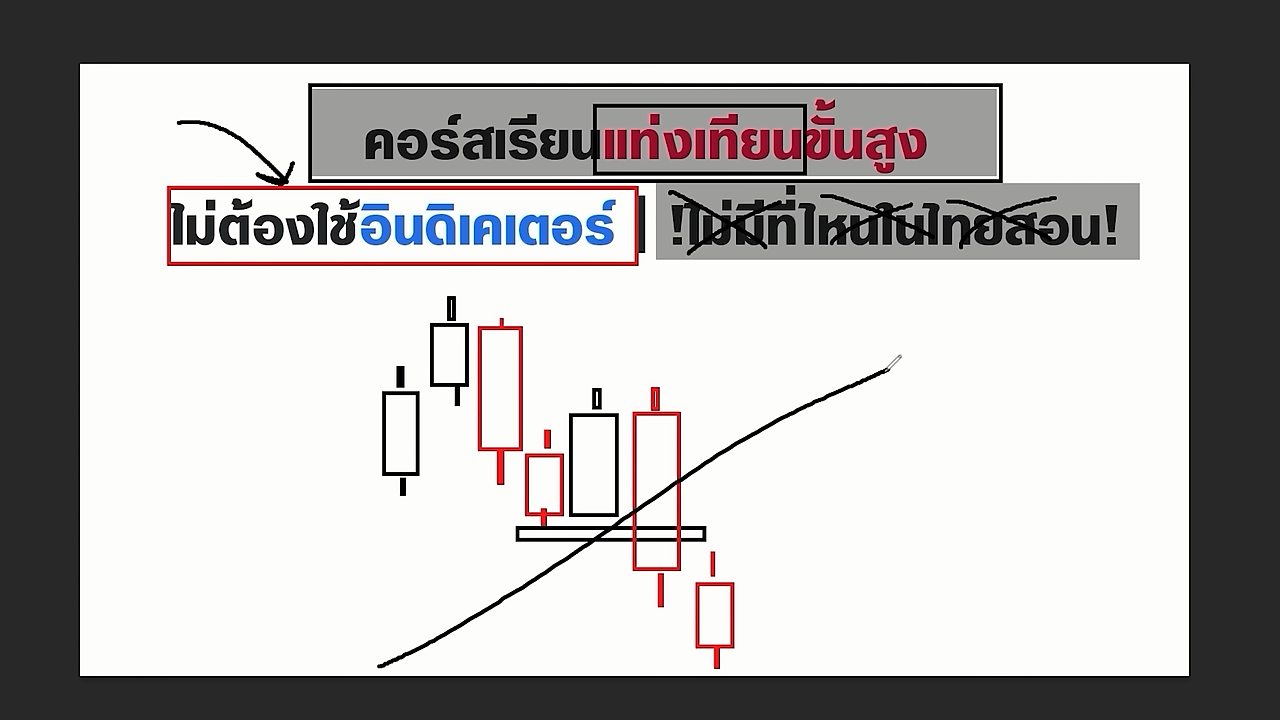 คอร์สเรียนแท่งเทียนขั้นสูง
ไม่ต้องใช้อินดิเคเตอร์ !ไม่มีที่ไหนในไทยสอน!